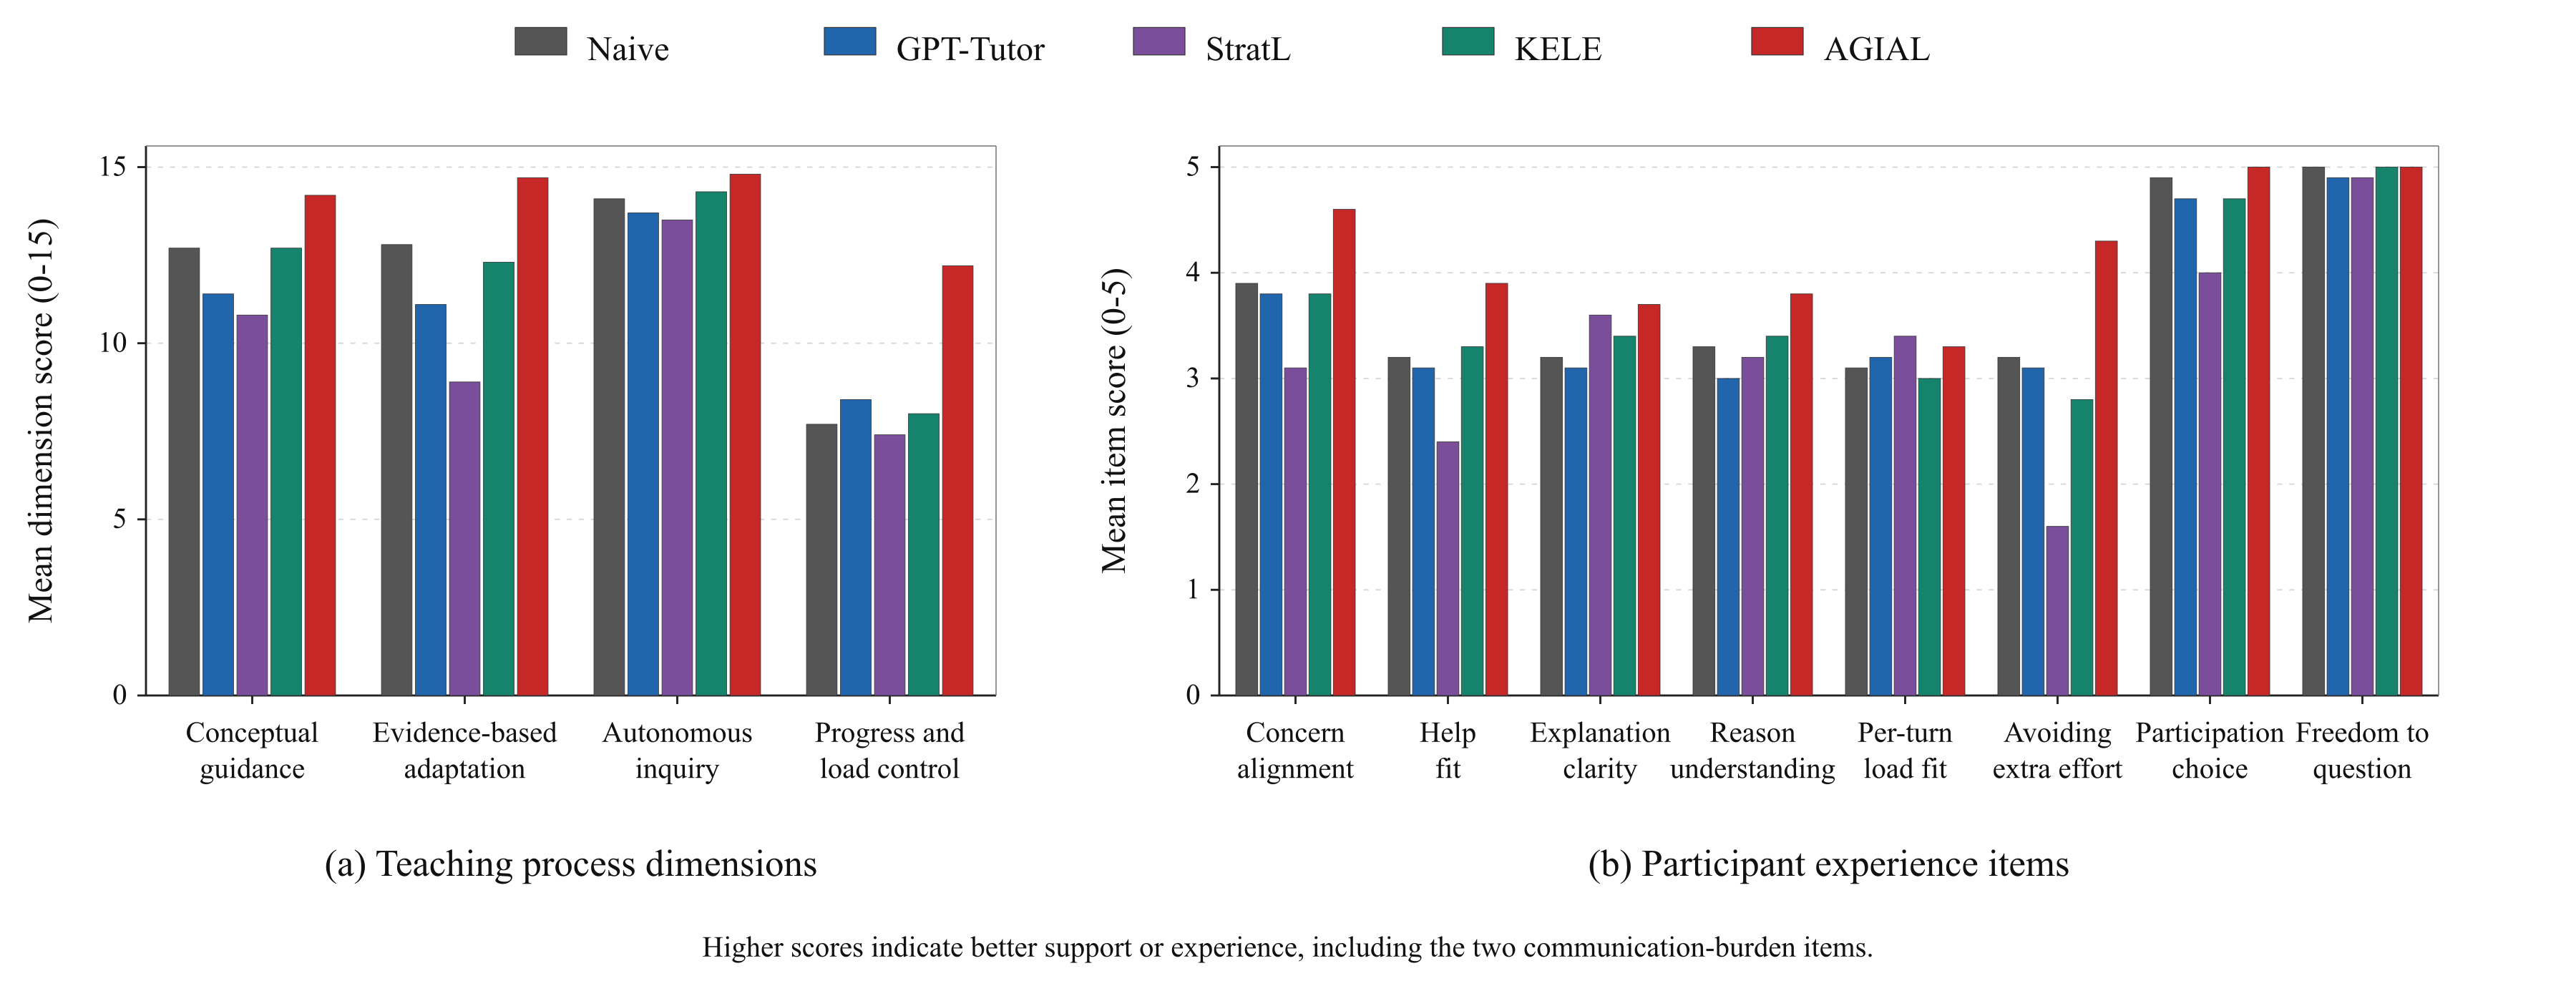 Naive GPT-Tutor StratL KELE AGIAL
Mean dimension score (0-15)
15
10
5
0
Conceptual guidance
Evidence-based adaptation
Autonomous inquiry
Progress and load control
(a) Teaching process dimensions
Mean item score (0-5)
5
4
3
2
1
0
Concern alignment
Help fit
Explanation clarity
Reason understanding
Per-turn load fit
Avoiding extra effort
Participation choice
Freedom to question
(b) Participant experience items
Higher scores indicate better support or experience, including the two communication-burden items.